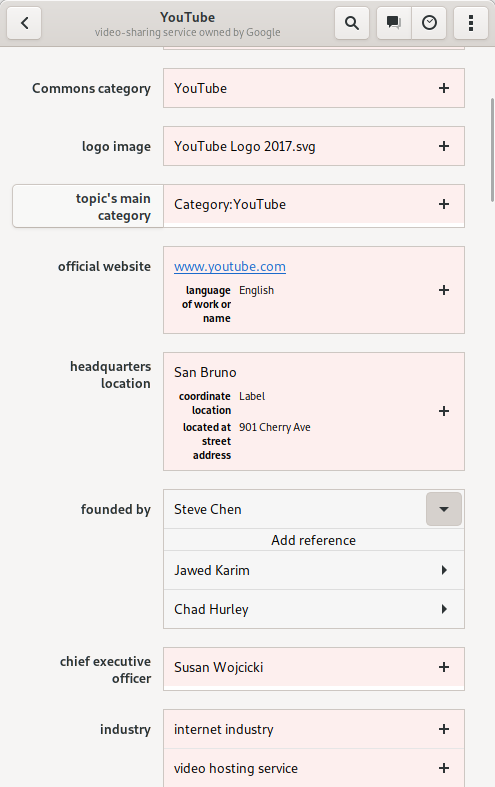 YouTube
video-sharing service owned by Google
Commons category
YouTube
logo image
YouTube Logo 2017.svg
topic's main
category
Category:YouTube
official website
www.youtube.com
language
of work or
name
English
headquarters
location
San Bruno
coordinate
location
Label
located at
street
address
901 Cherry Ave
founded by
Steve Chen
Add reference
Jawed Karim
Chad Hurley
chief executive
officer
Susan Wojcicki
industry
internet industry
video hosting service